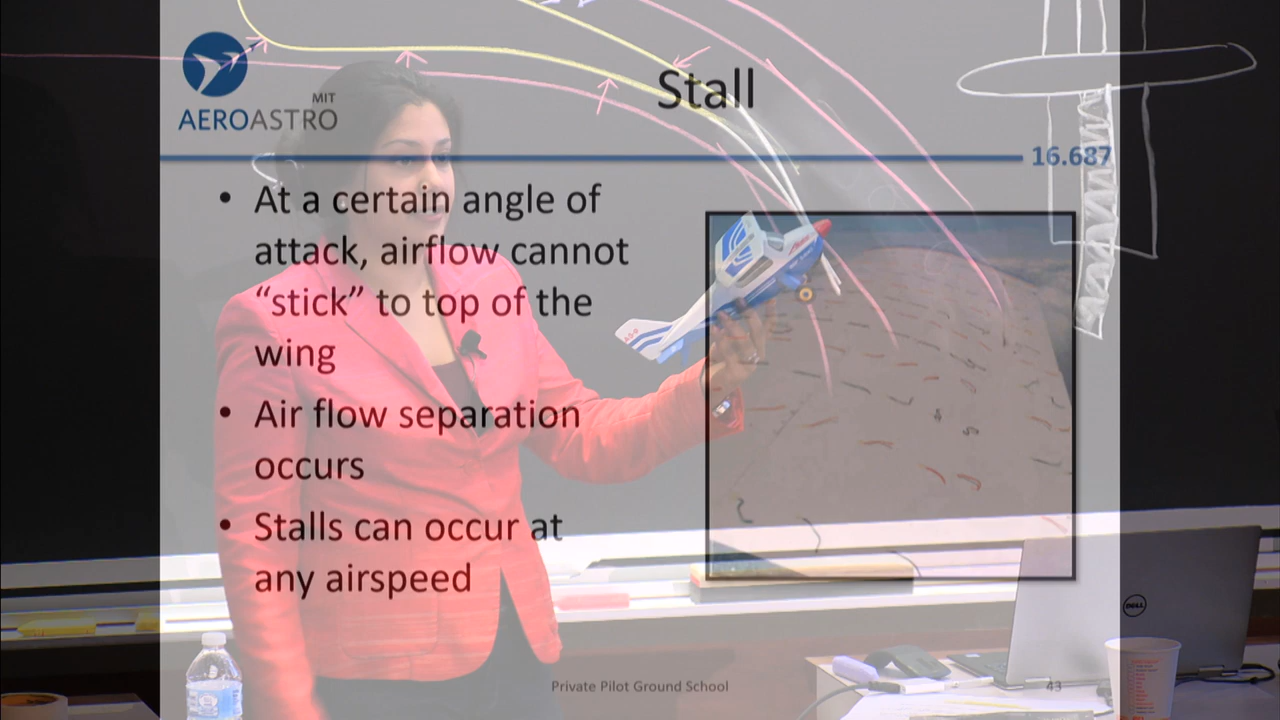 Stall
MIT
AEROASTRO
16.687
• At a certain angle of
attack, airflow cannot
“stick” to top of the
wing
• Air flow separation
occurs
• Stalls can occur at
any airspeed
DELL
Private Pilot Ground School
43